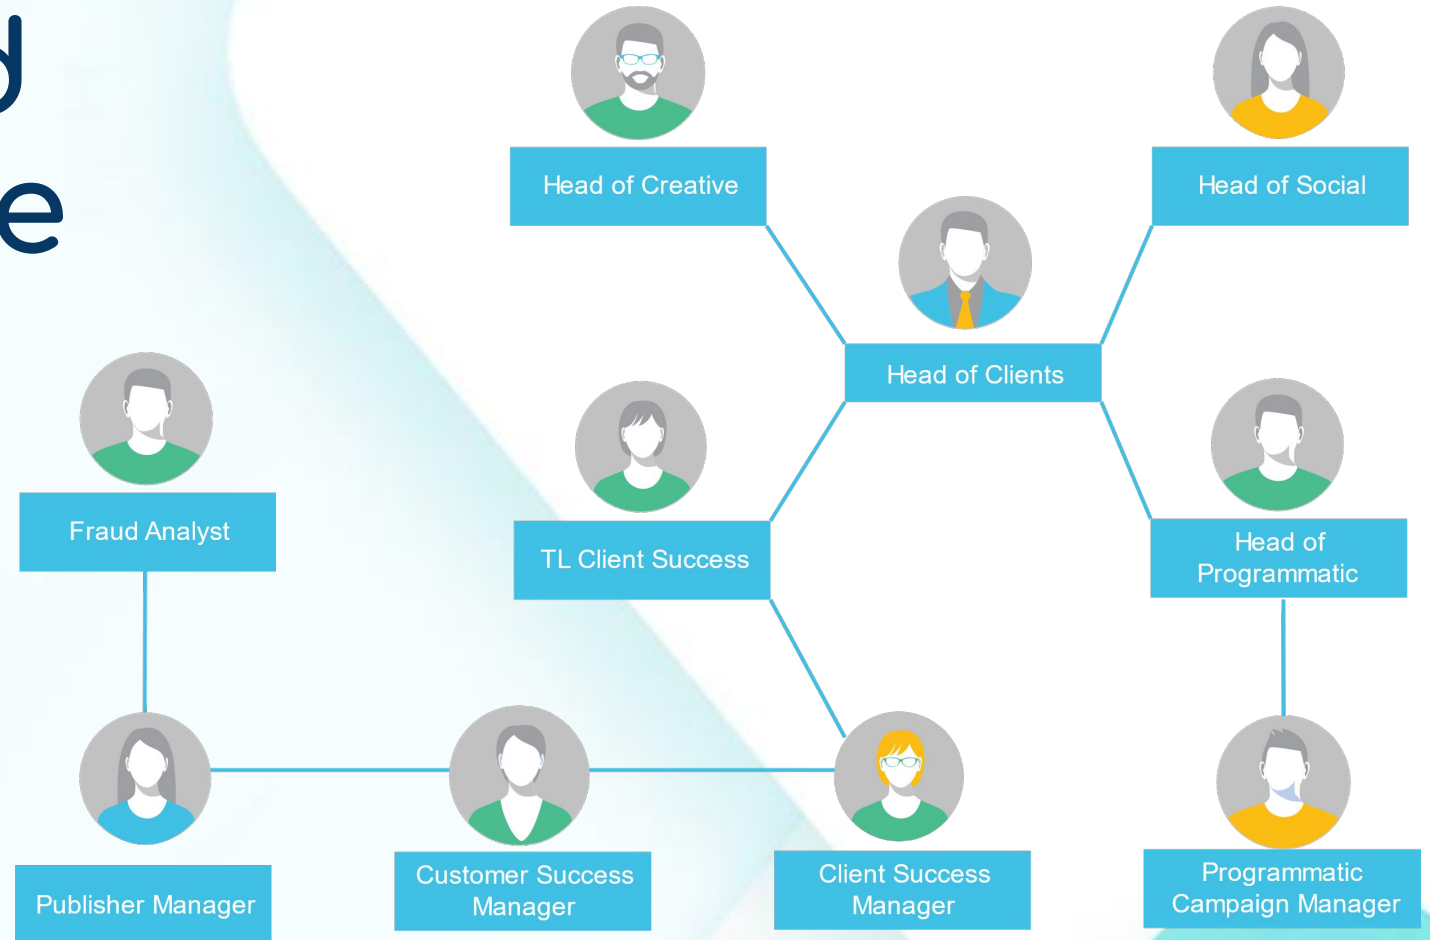 Head of Creative
Head of Social
Head of Clients
Fraud Analyst
TL Client Success
Head of
Programmatic
Publisher Manager
Customer Success
Manager
Client Success
Manager
Programmatic
Campaign Manager